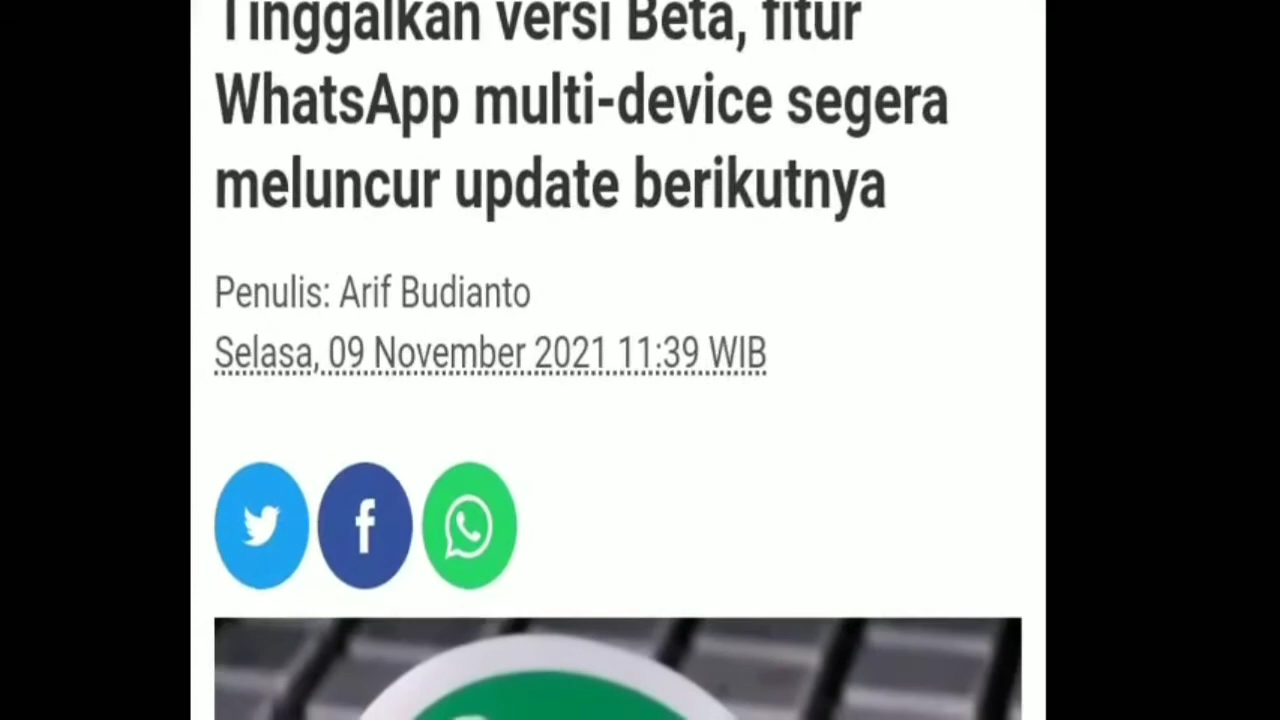 Tinggalkan versi Beta, fitur
WhatsApp multi-device segera
meluncur update berikutnya
Penulis: Arif Budianto
Selasa, 09 November 2021 11:39 WIB